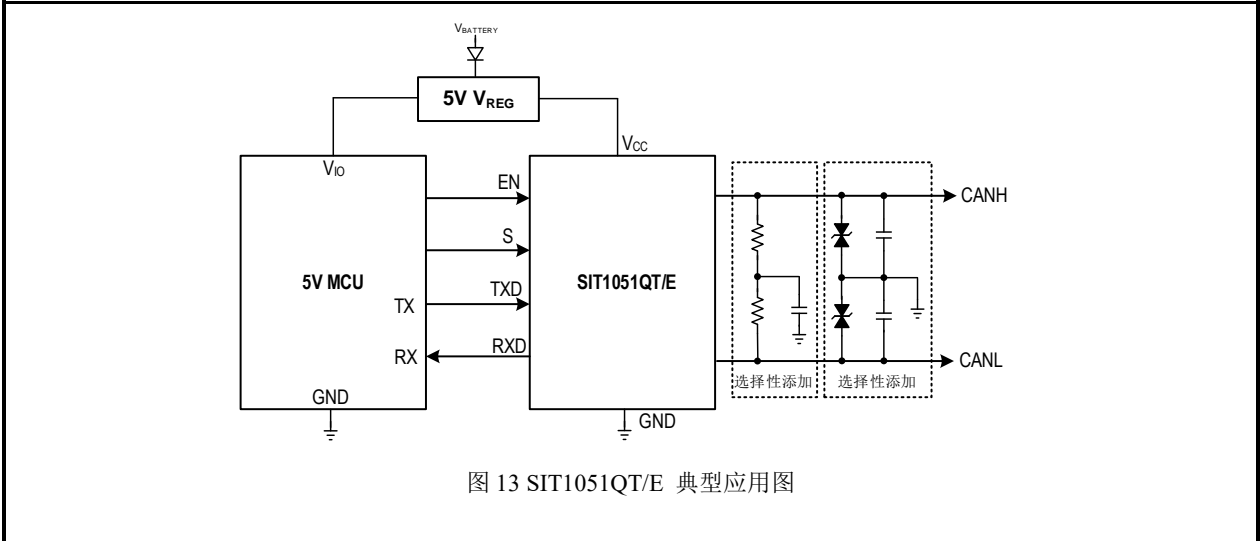 VBATTERY
5V VREG
VIO
VCC
EN
S
TXD
RXD
5V MCU
TX
RX
SIT1051QT/E
GND
GND
CANH
CANL
选择性添加
选择性添加
图 13 SIT1051QT/E 典型应用图